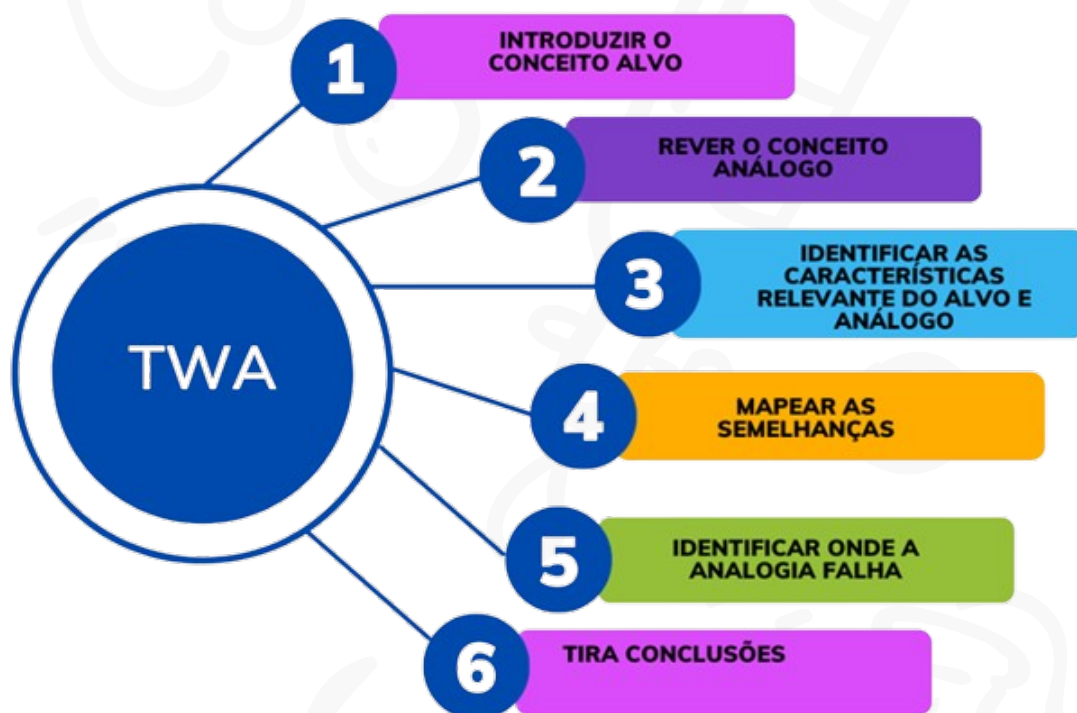 1
INTRODUZIR O
CONCEITO ALVO
2
REVER O CONCEITO
ANÁLOGO
3
IDENTIFICAR AS
CARACTERÍSTÍCAS
RELEVANTE DO ALVO E
ANÁLOGO
TWA
4
MAPEAR AS
SEMELHANÇAS
5
IDENTIFICAR ONDE A
ANALOGIA FALHA
6
TIRA CONCLUSÕES